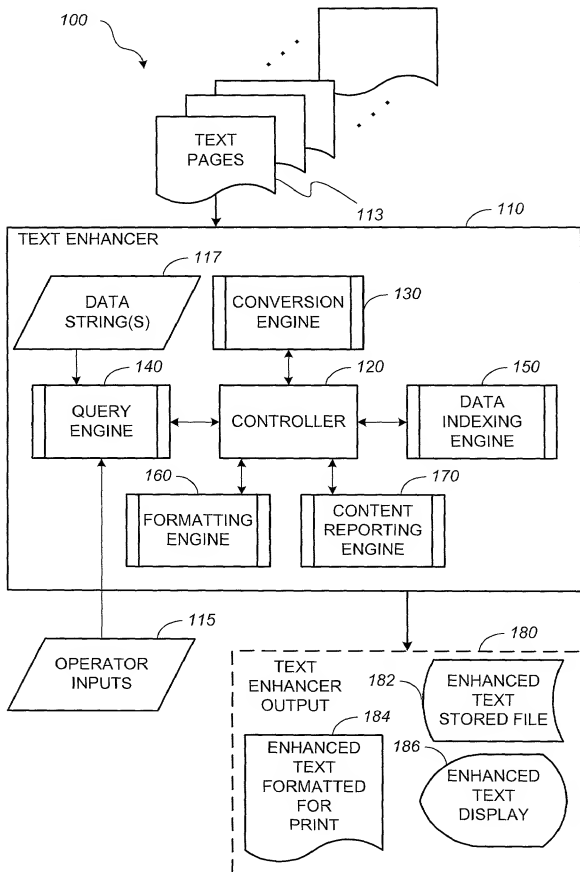 100
TEXT
PAGES
113
110
TEXT ENHANCER
117
DATA
STRING(S)
CONVERSION
ENGINE
130
140
QUERY
ENGINE
120
CONTROLLER
150
DATA
INDEXING
ENGINE
160
FORMATTING
ENGINE
170
CONTENT
REPORTING
ENGINE
115
OPERATOR
INPUTS
180
TEXT
ENHANCER
OUTPUT
182
ENHANCED
TEXT
STORED FILE
184
ENHANCED
TEXT
FORMATTED
FOR
PRINT
186
ENHANCED
TEXT
DISPLAY